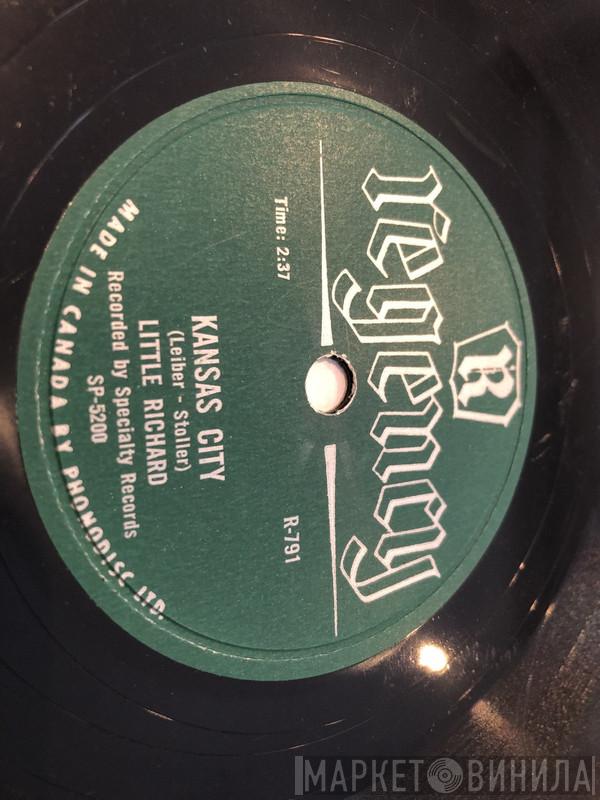 R
regency
Time: 2:37
R-791
KANSAS CITY
(Leiber - Stoller)
LITTLE RICHARD
Recorded by Specialty Records
SP-5200
MADE IN CANADA BY PHONODISC LTD.
МАРКЕТ ВИНИЛА